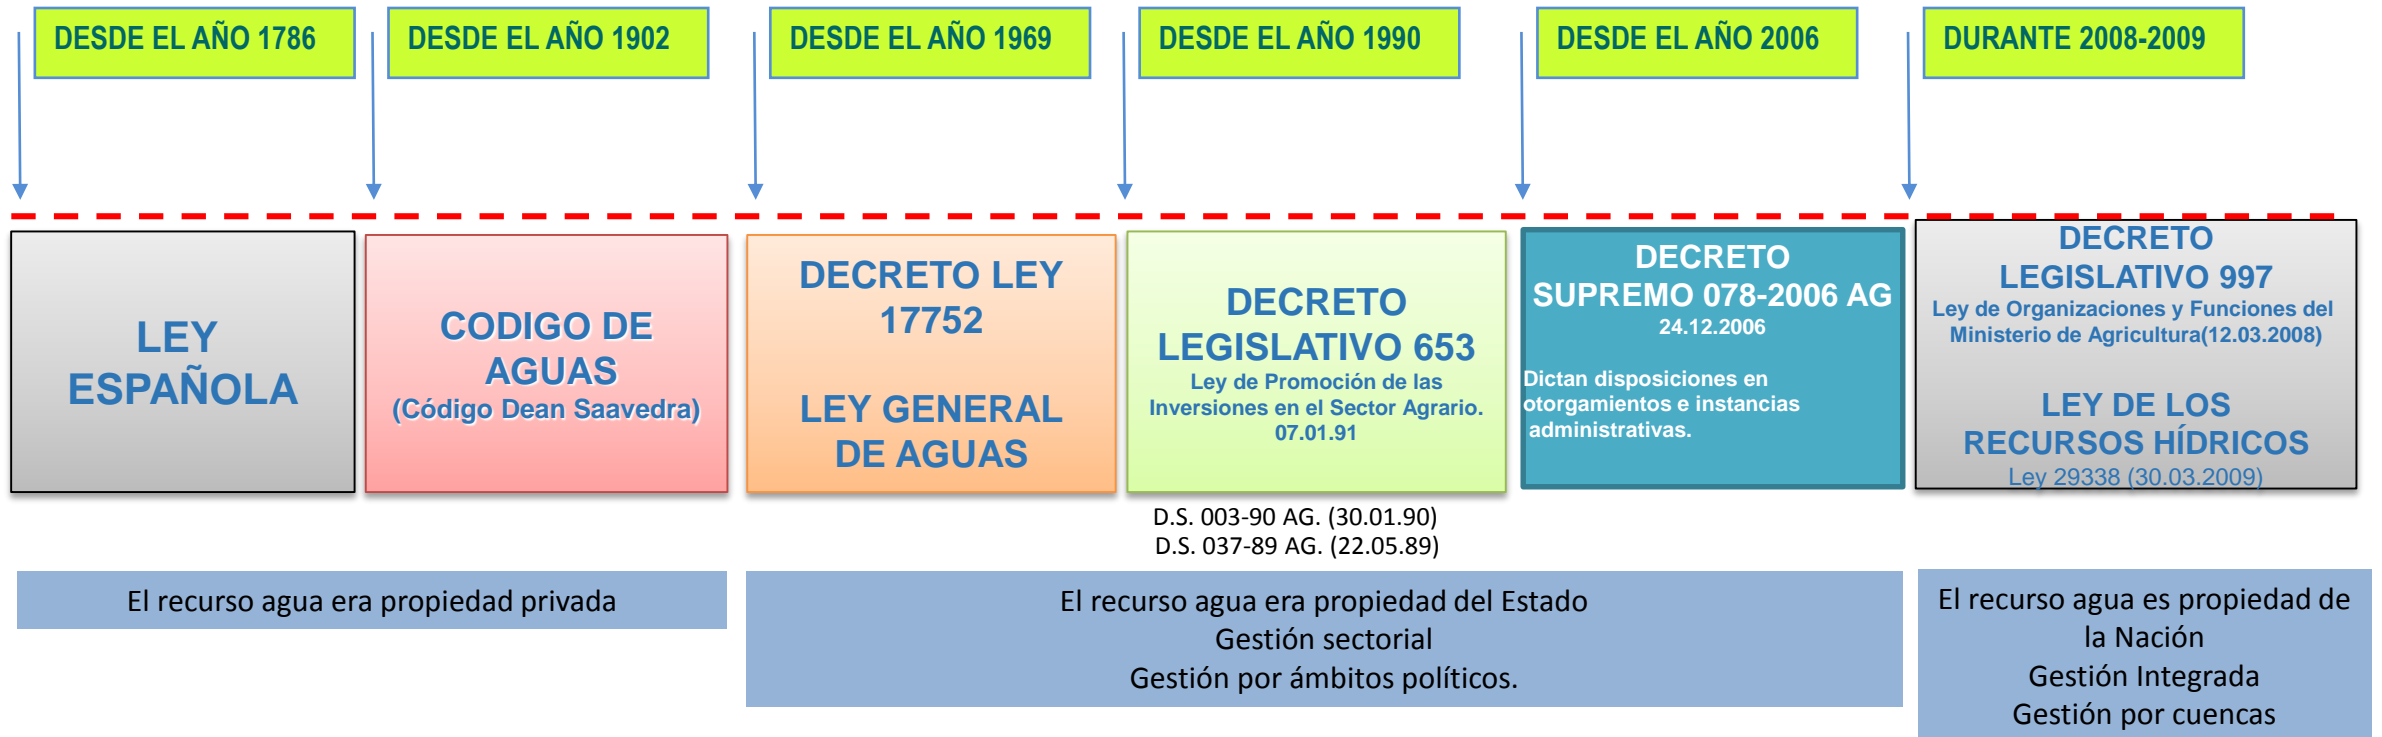 DESDE EL AÑO 1786
DESDE EL AÑO 1902
DESDE EL AÑO 1969
DESDE EL AÑO 1990
DESDE EL AÑO 2006
DURANTE 2008-2009
LEY
ESPAÑOLA
CODIGO DE
AGUAS
(Código Dean Saavedra)
DECRETO LEY
17752
LEY GENERAL
DE AGUAS
DECRETO
LEGISLATIVO 653
Ley de Promoción de las
Inversiones en el Sector Agrario.
07.01.91
DECRETO
SUPREMO 078-2006 AG
24.12.2006
Dictan disposiciones en
otorgamientos e instancias
administrativas.
DECRETO
LEGISLATIVO 997
Ley de Organizaciones y Funciones del
Ministerio de Agricultura(12.03.2008)
LEY DE LOS
RECURSOS HÍDRICOS
Ley 29338 (30.03.2009)
D.S. 003-90 AG. (30.01.90)
D.S. 037-89 AG. (22.05.89)
El recurso agua era propiedad privada
El recurso agua era propiedad del Estado
Gestión sectorial
Gestión por ámbitos políticos.
El recurso agua es propiedad de
la Nación
Gestión Integrada
Gestión por cuencas